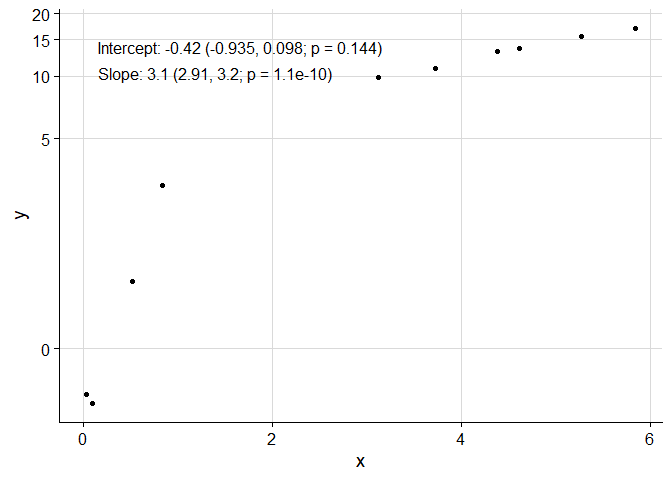 20
15
10
5
0
Intercept: -0.42 (-0.935, 0.098; p = 0.144)
Slope: 3.1 (2.91, 3.2; p = 1.1e-10)
y
0
2
4
6
x